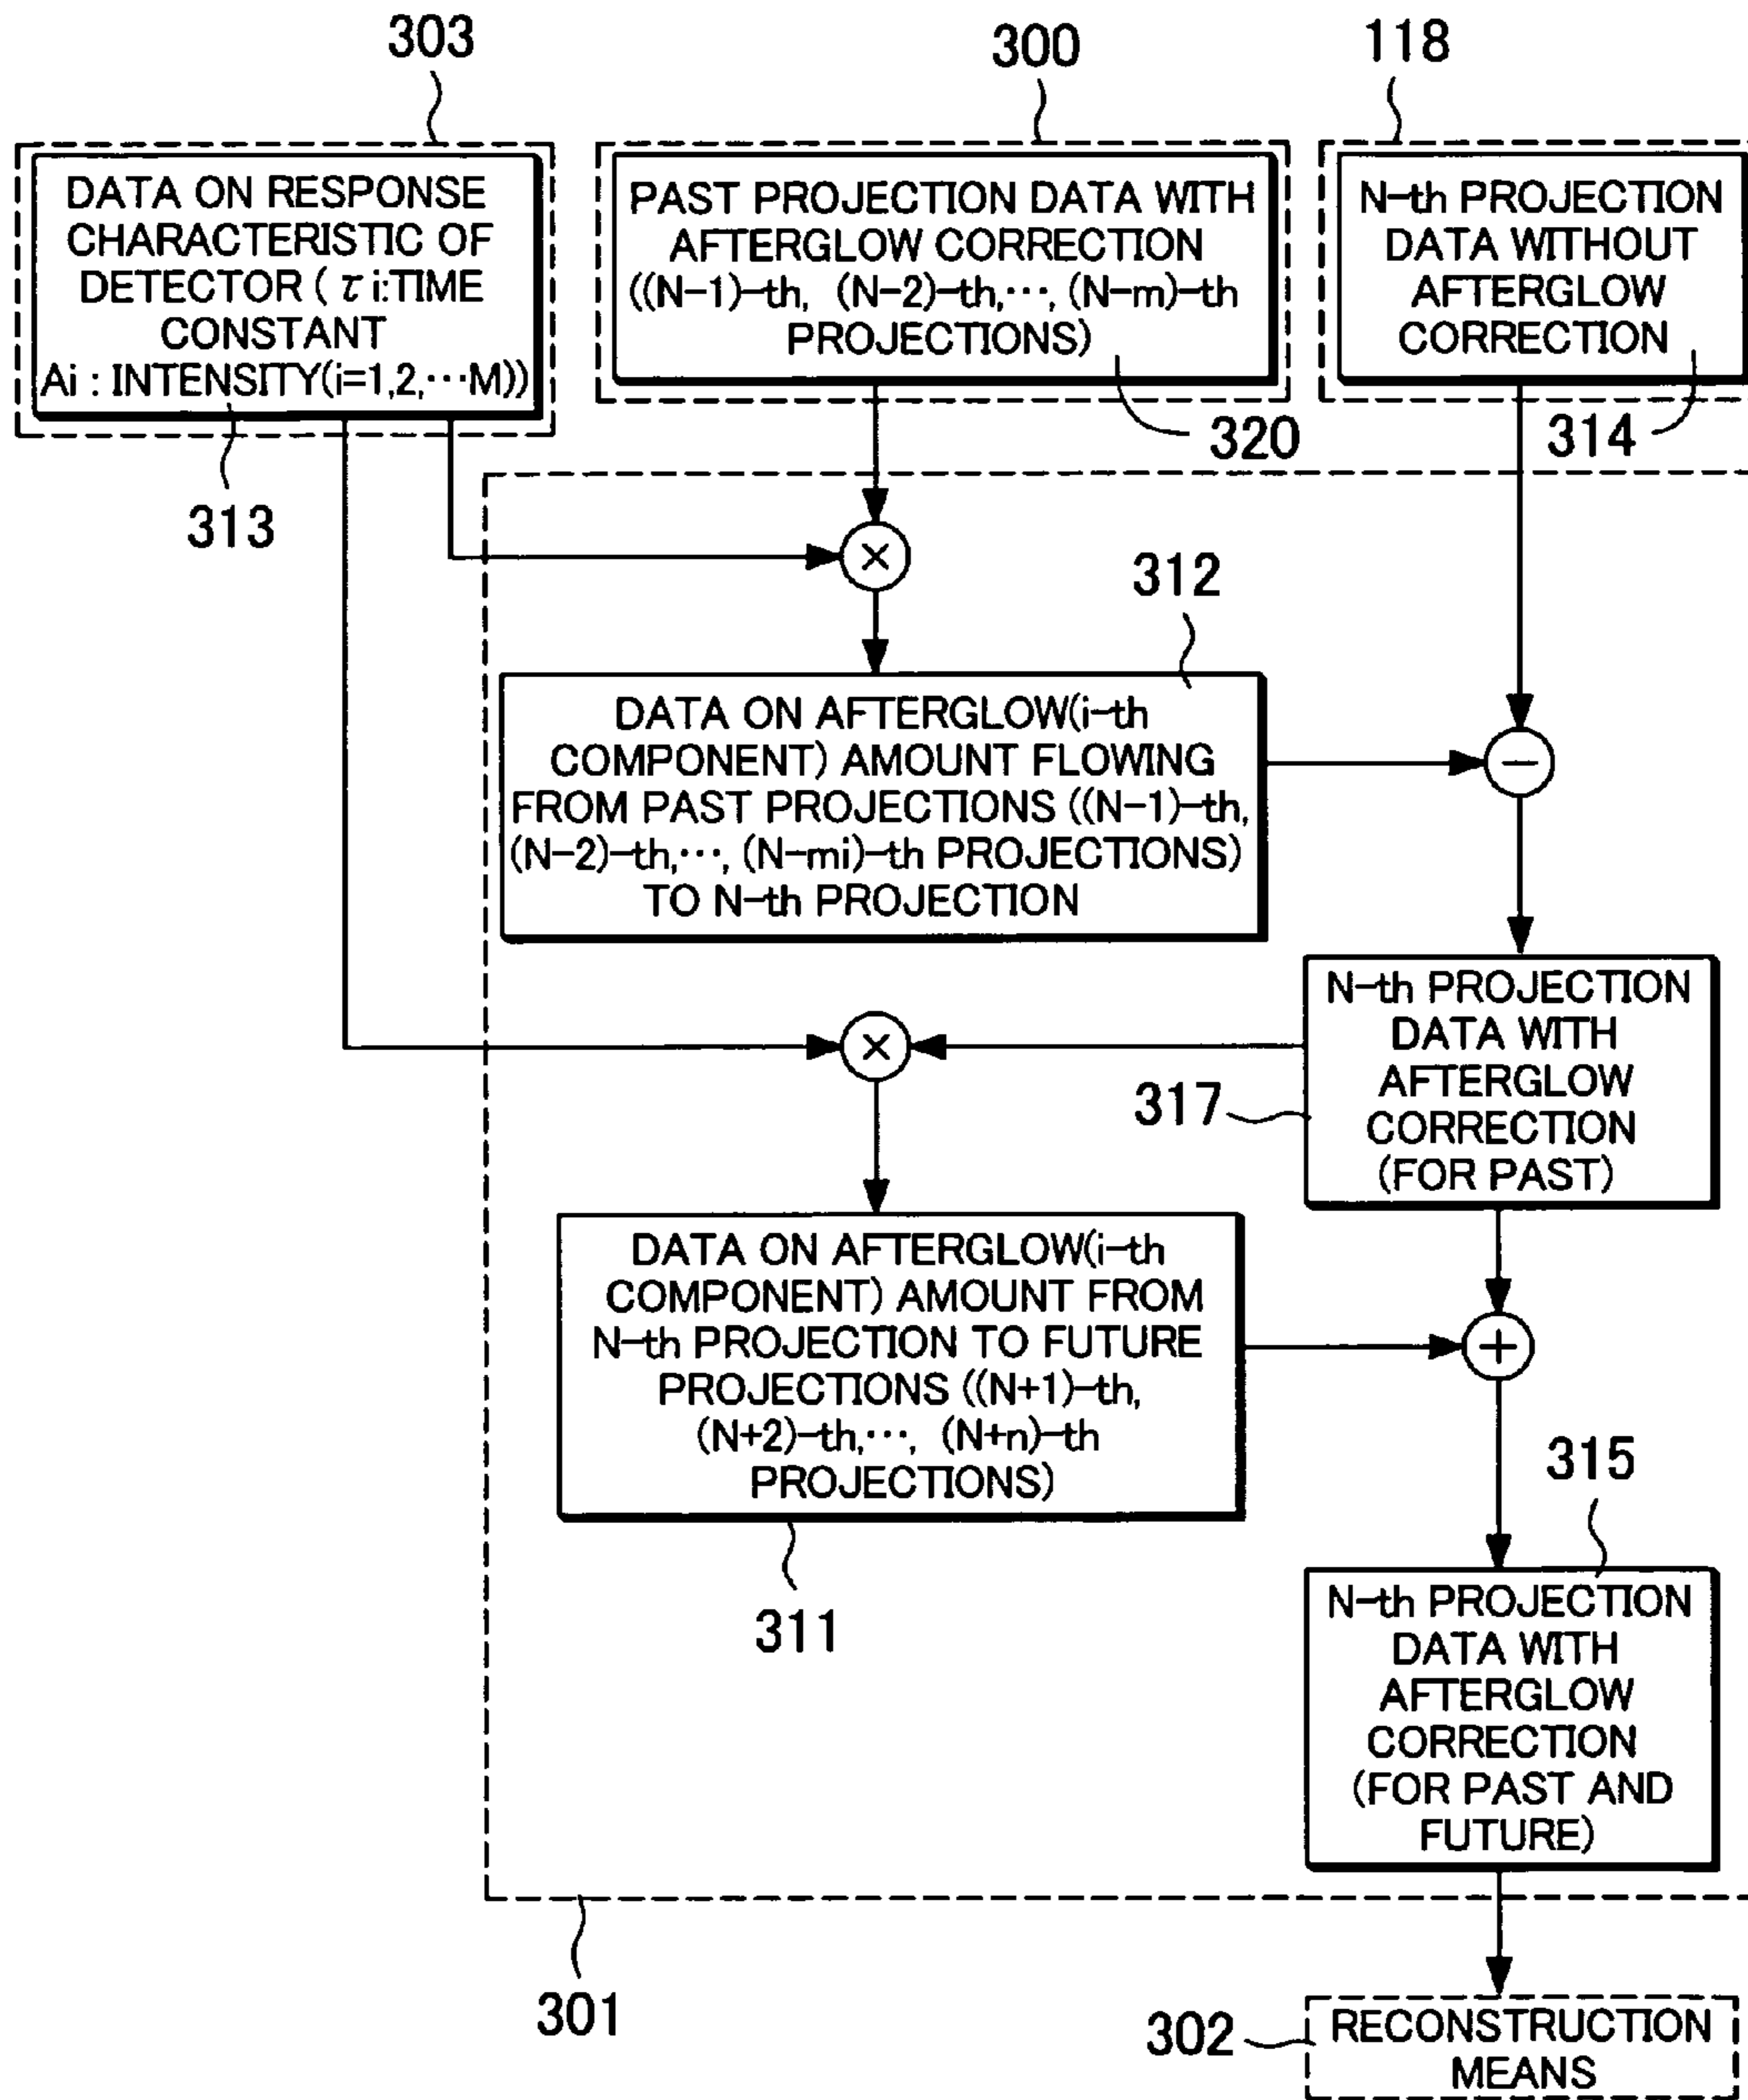 303
300
118
DATA ON RESPONSE
CHARACTERISTIC OF
DETECTOR ( τi:TIME
CONSTANT
Ai : INTENSITY(i=1,2,⋯M))
313
PAST PROJECTION DATA WITH
AFTERGLOW CORRECTION
((N-1)-th, (N-2)-th,⋯, (N-m)-th
PROJECTIONS)
320
N-th PROJECTION
DATA WITHOUT
AFTERGLOW
CORRECTION
314
×
312
DATA ON AFTERGLOW(i-th
COMPONENT) AMOUNT FLOWING
FROM PAST PROJECTIONS ((N-1)-th,
(N-2)-th,⋯, (N-mi)-th PROJECTIONS)
TO N-th PROJECTION
−
N-th PROJECTION
DATA WITH
AFTERGLOW
CORRECTION
(FOR PAST)
317
×
DATA ON AFTERGLOW(i-th
COMPONENT) AMOUNT FROM
N-th PROJECTION TO FUTURE
PROJECTIONS ((N+1)-th,
(N+2)-th,⋯, (N+n)-th
PROJECTIONS)
311
+
315
N-th PROJECTION
DATA WITH
AFTERGLOW
CORRECTION
(FOR PAST AND
FUTURE)
301
302
RECONSTRUCTION
MEANS